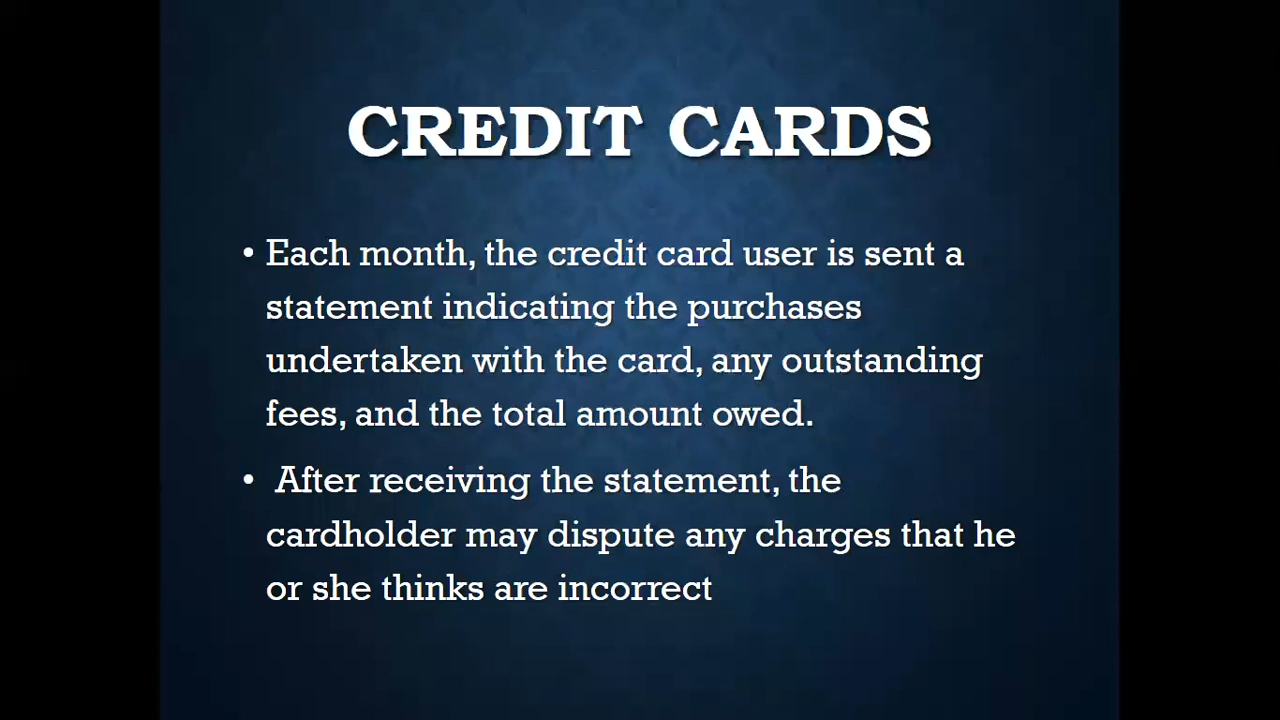 CREDIT CARDS
• Each month, the credit card user is sent a
statement indicating the purchases
undertaken with the card, any outstanding
fees, and the total amount owed.
• After receiving the statement, the
cardholder may dispute any charges that he
or she thinks are incorrect